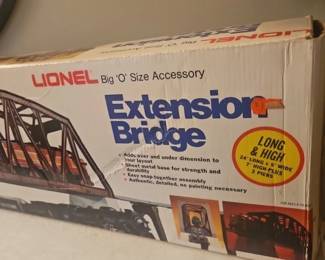 LIONEL Big 'O' Size Accessory
Extension
Bridge
• Adds over and under dimension to
your layout
• Sheet metal base for strength and
durability
• Easy snap-together assembly
• Authentic, detailed, no painting necessary
LONG
& HIGH
24" LONG x 6" WIDE
7" HIGH PLUS
2 PIERS
LIONEL